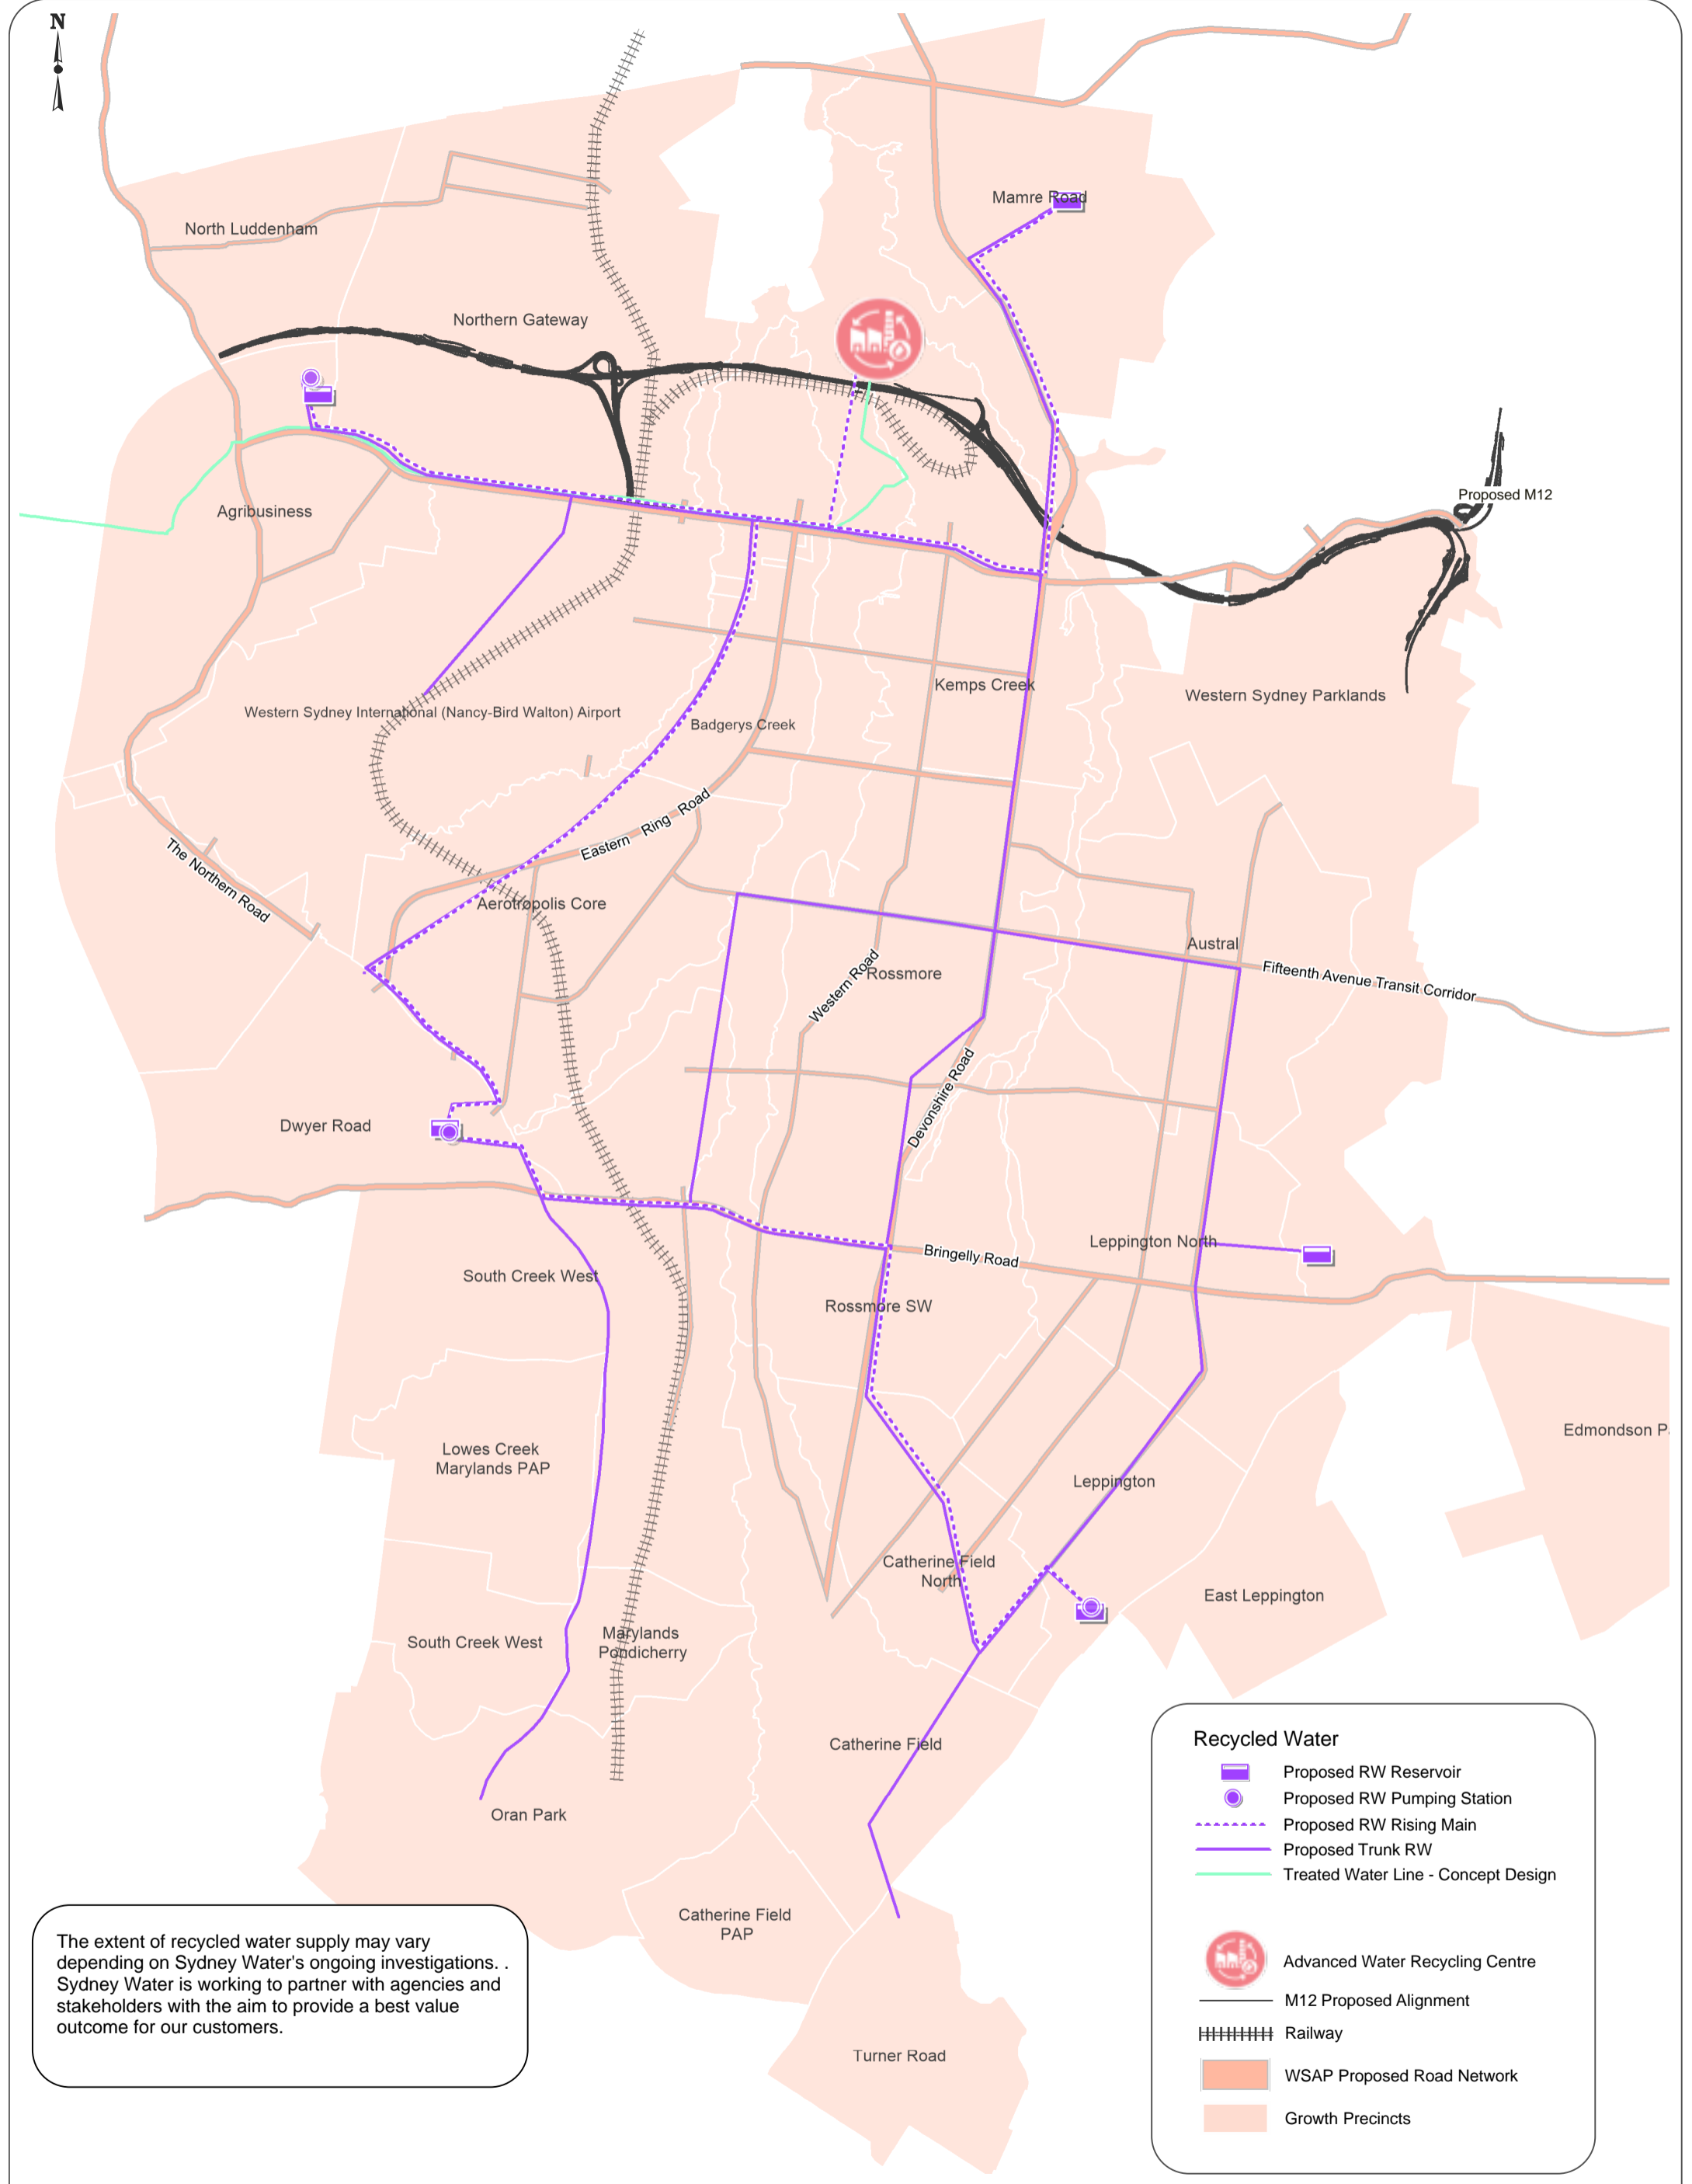 N
Mamre Road
North Luddenham
Northern Gateway
Proposed M12
Agribusiness
Kemps Creek
Western Sydney Parklands
Western Sydney International (Nancy-Bird Walton) Airport
Badgerys Creek
Eastern Ring Road
The Northern Road
Aerotropolis Core
Austral
Western Road
Rossmore
Fifteenth Avenue Transit Corridor
Devonshire Road
Dwyer Road
Leppington North
Bringelly Road
South Creek West
Rossmore SW
Edmondson P
Lowes Creek
Marylands PAP
Leppington
Catherine Field
North
East Leppington
South Creek West
Marylands
Pondicherry
Catherine Field
Oran Park
Catherine Field
PAP
Turner Road
Recycled Water
Proposed RW Reservoir
Proposed RW Pumping Station
Proposed RW Rising Main
Proposed Trunk RW
Treated Water Line - Concept Design
Advanced Water Recycling Centre
M12 Proposed Alignment
Railway
WSAP Proposed Road Network
Growth Precincts
The extent of recycled water supply may vary
depending on Sydney Water's ongoing investigations. .
Sydney Water is working to partner with agencies and
stakeholders with the aim to provide a best value
outcome for our customers.